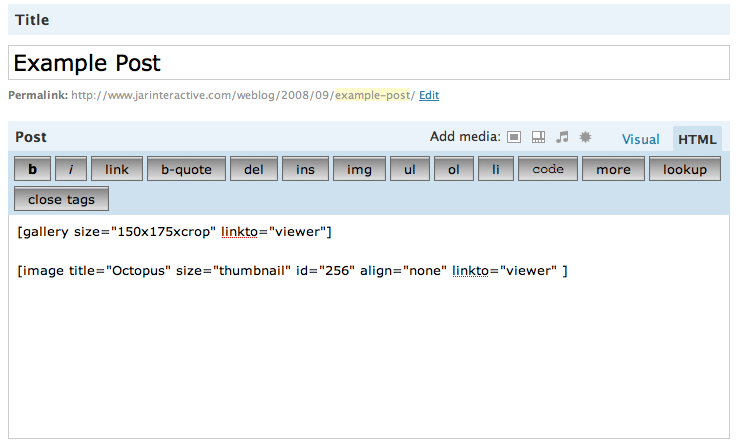 Title
Example Post
Permalink: http://www.jarinteractive.com/weblog/2008/09/example-post/ Edit
Post Add media: Visual HTML
b i link b-quote del ins img ul ol li code more lookup
close tags
[gallery size="150x175xcrop" linkto="viewer"]
[image title="Octopus" size="thumbnail" id="256" align="none" linkto="viewer" ]